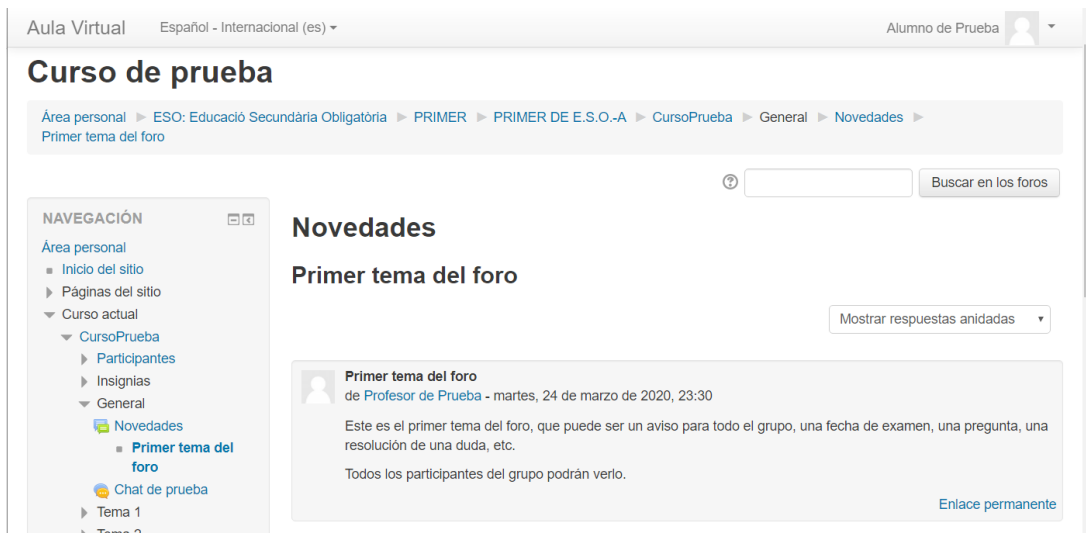 Aula Virtual
Español - Internacional (es)
Alumno de Prueba
Curso de prueba
Área personal ESO: Educació Secundària Obligatòria PRIMER PRIMER DE E.S.O.-A CursoPrueba General Novedades
Primer tema del foro
Buscar en los foros
NAVEGACIÓN
Área personal
Inicio del sitio
Páginas del sitio
Curso actual
CursoPrueba
Participantes
Insignias
General
Novedades
Primer tema del
foro
Chat de prueba
Tema 1
Tema 2
Novedades
Primer tema del foro
Mostrar respuestas anidadas
Primer tema del foro
de Profesor de Prueba - martes, 24 de marzo de 2020, 23:30
Este es el primer tema del foro, que puede ser un aviso para todo el grupo, una fecha de examen, una pregunta, una
resolución de una duda, etc.
Todos los participantes del grupo podrán verlo.
Enlace permanente